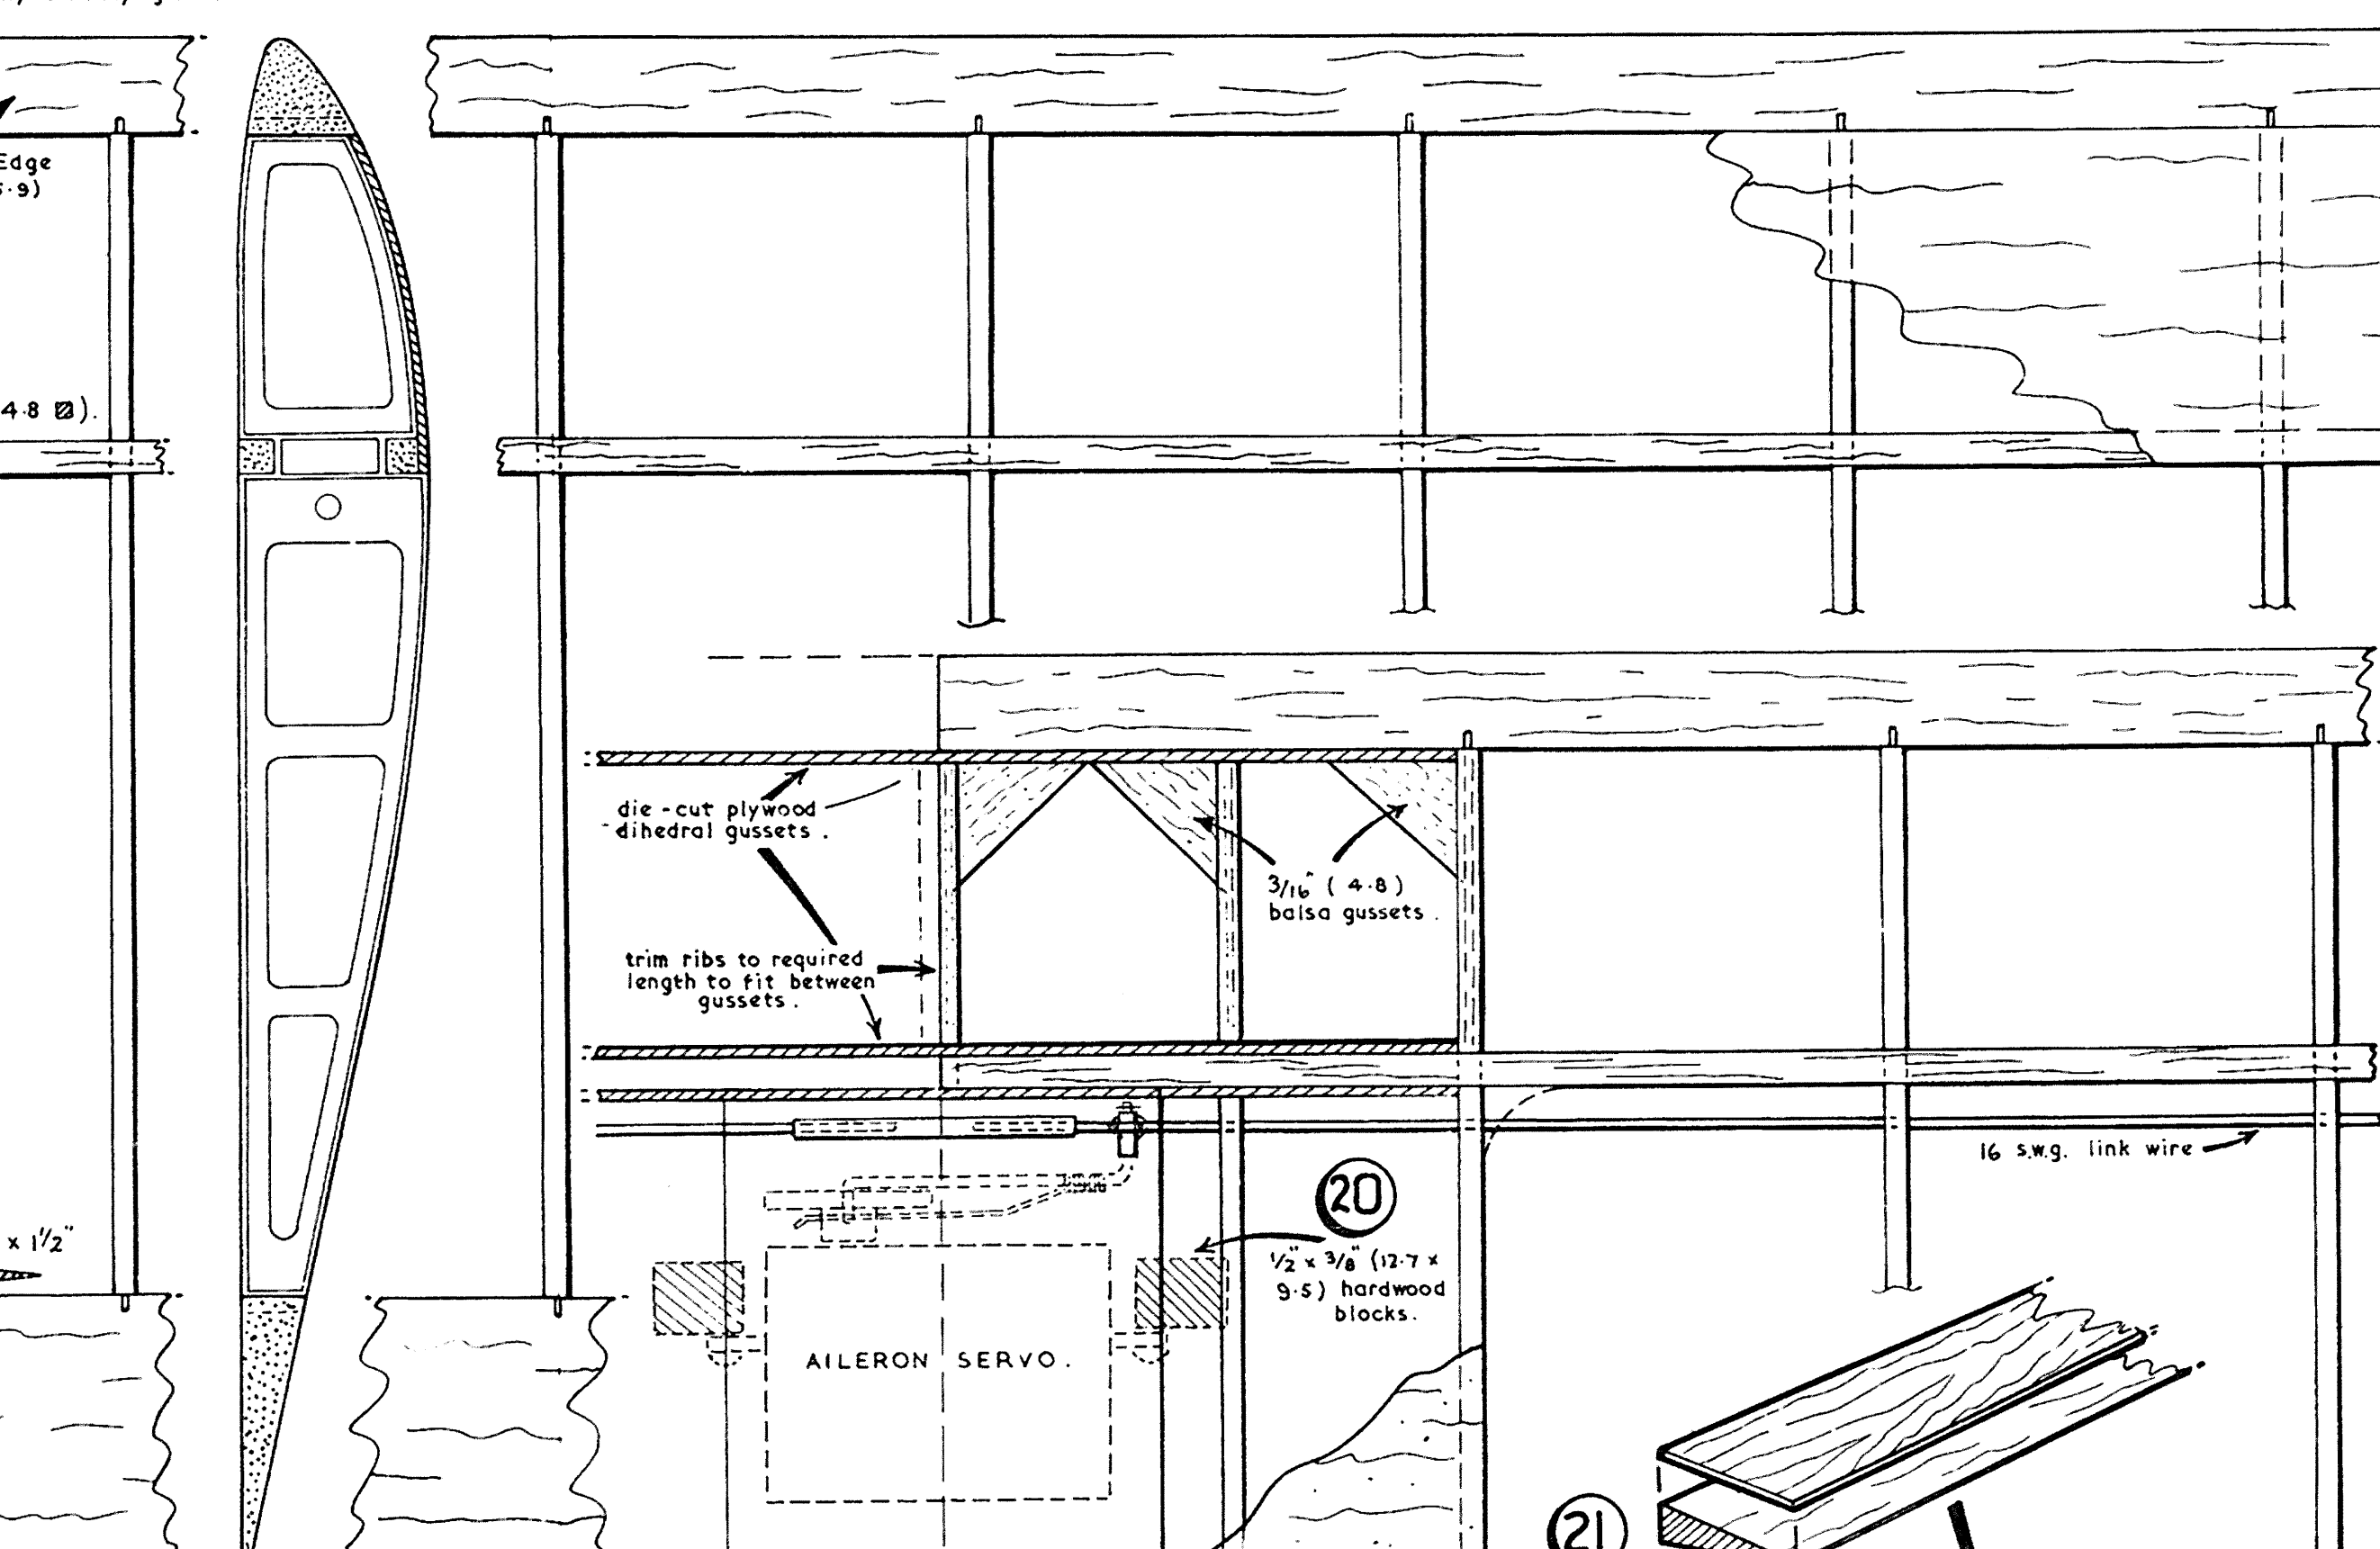 Edge
4.8 ).
x 1½"
die-cut plywood
dihedral gussets.
trim ribs to required
length to fit between
gussets.
3/16" (4.8)
balsa gussets.
16 s.w.g. link wire
20
½" x 3/8" (12.7 x
9.5) hardwood
blocks.
AILERON SERVO.
21